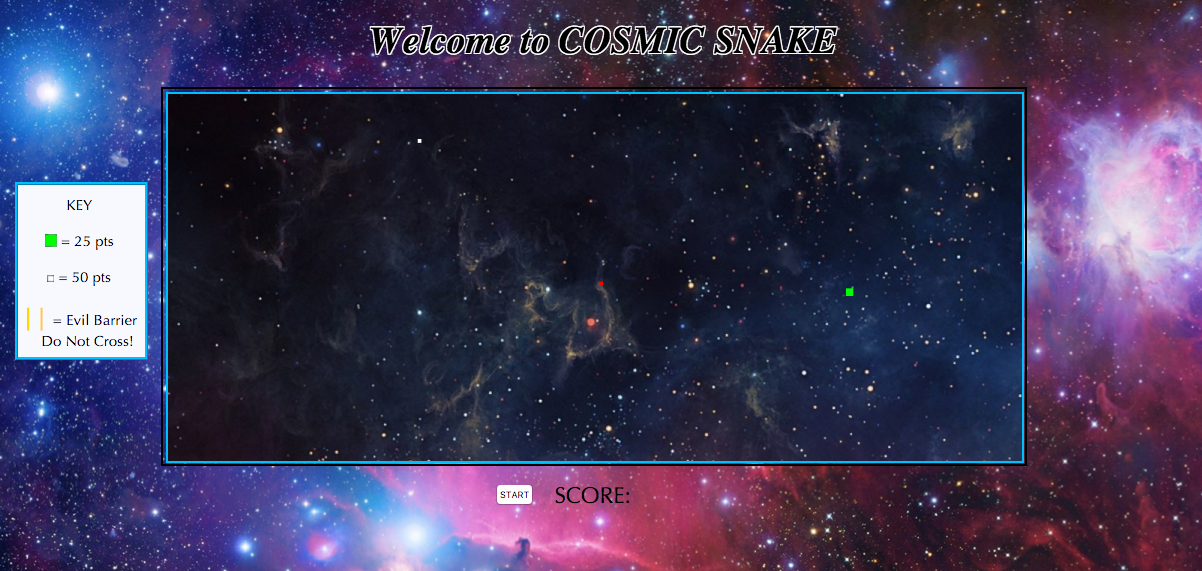 Welcome to COSMIC SNAKE
KEY
= 25 pts
= 50 pts
= Evil Barrier
Do Not Cross!
START
SCORE: